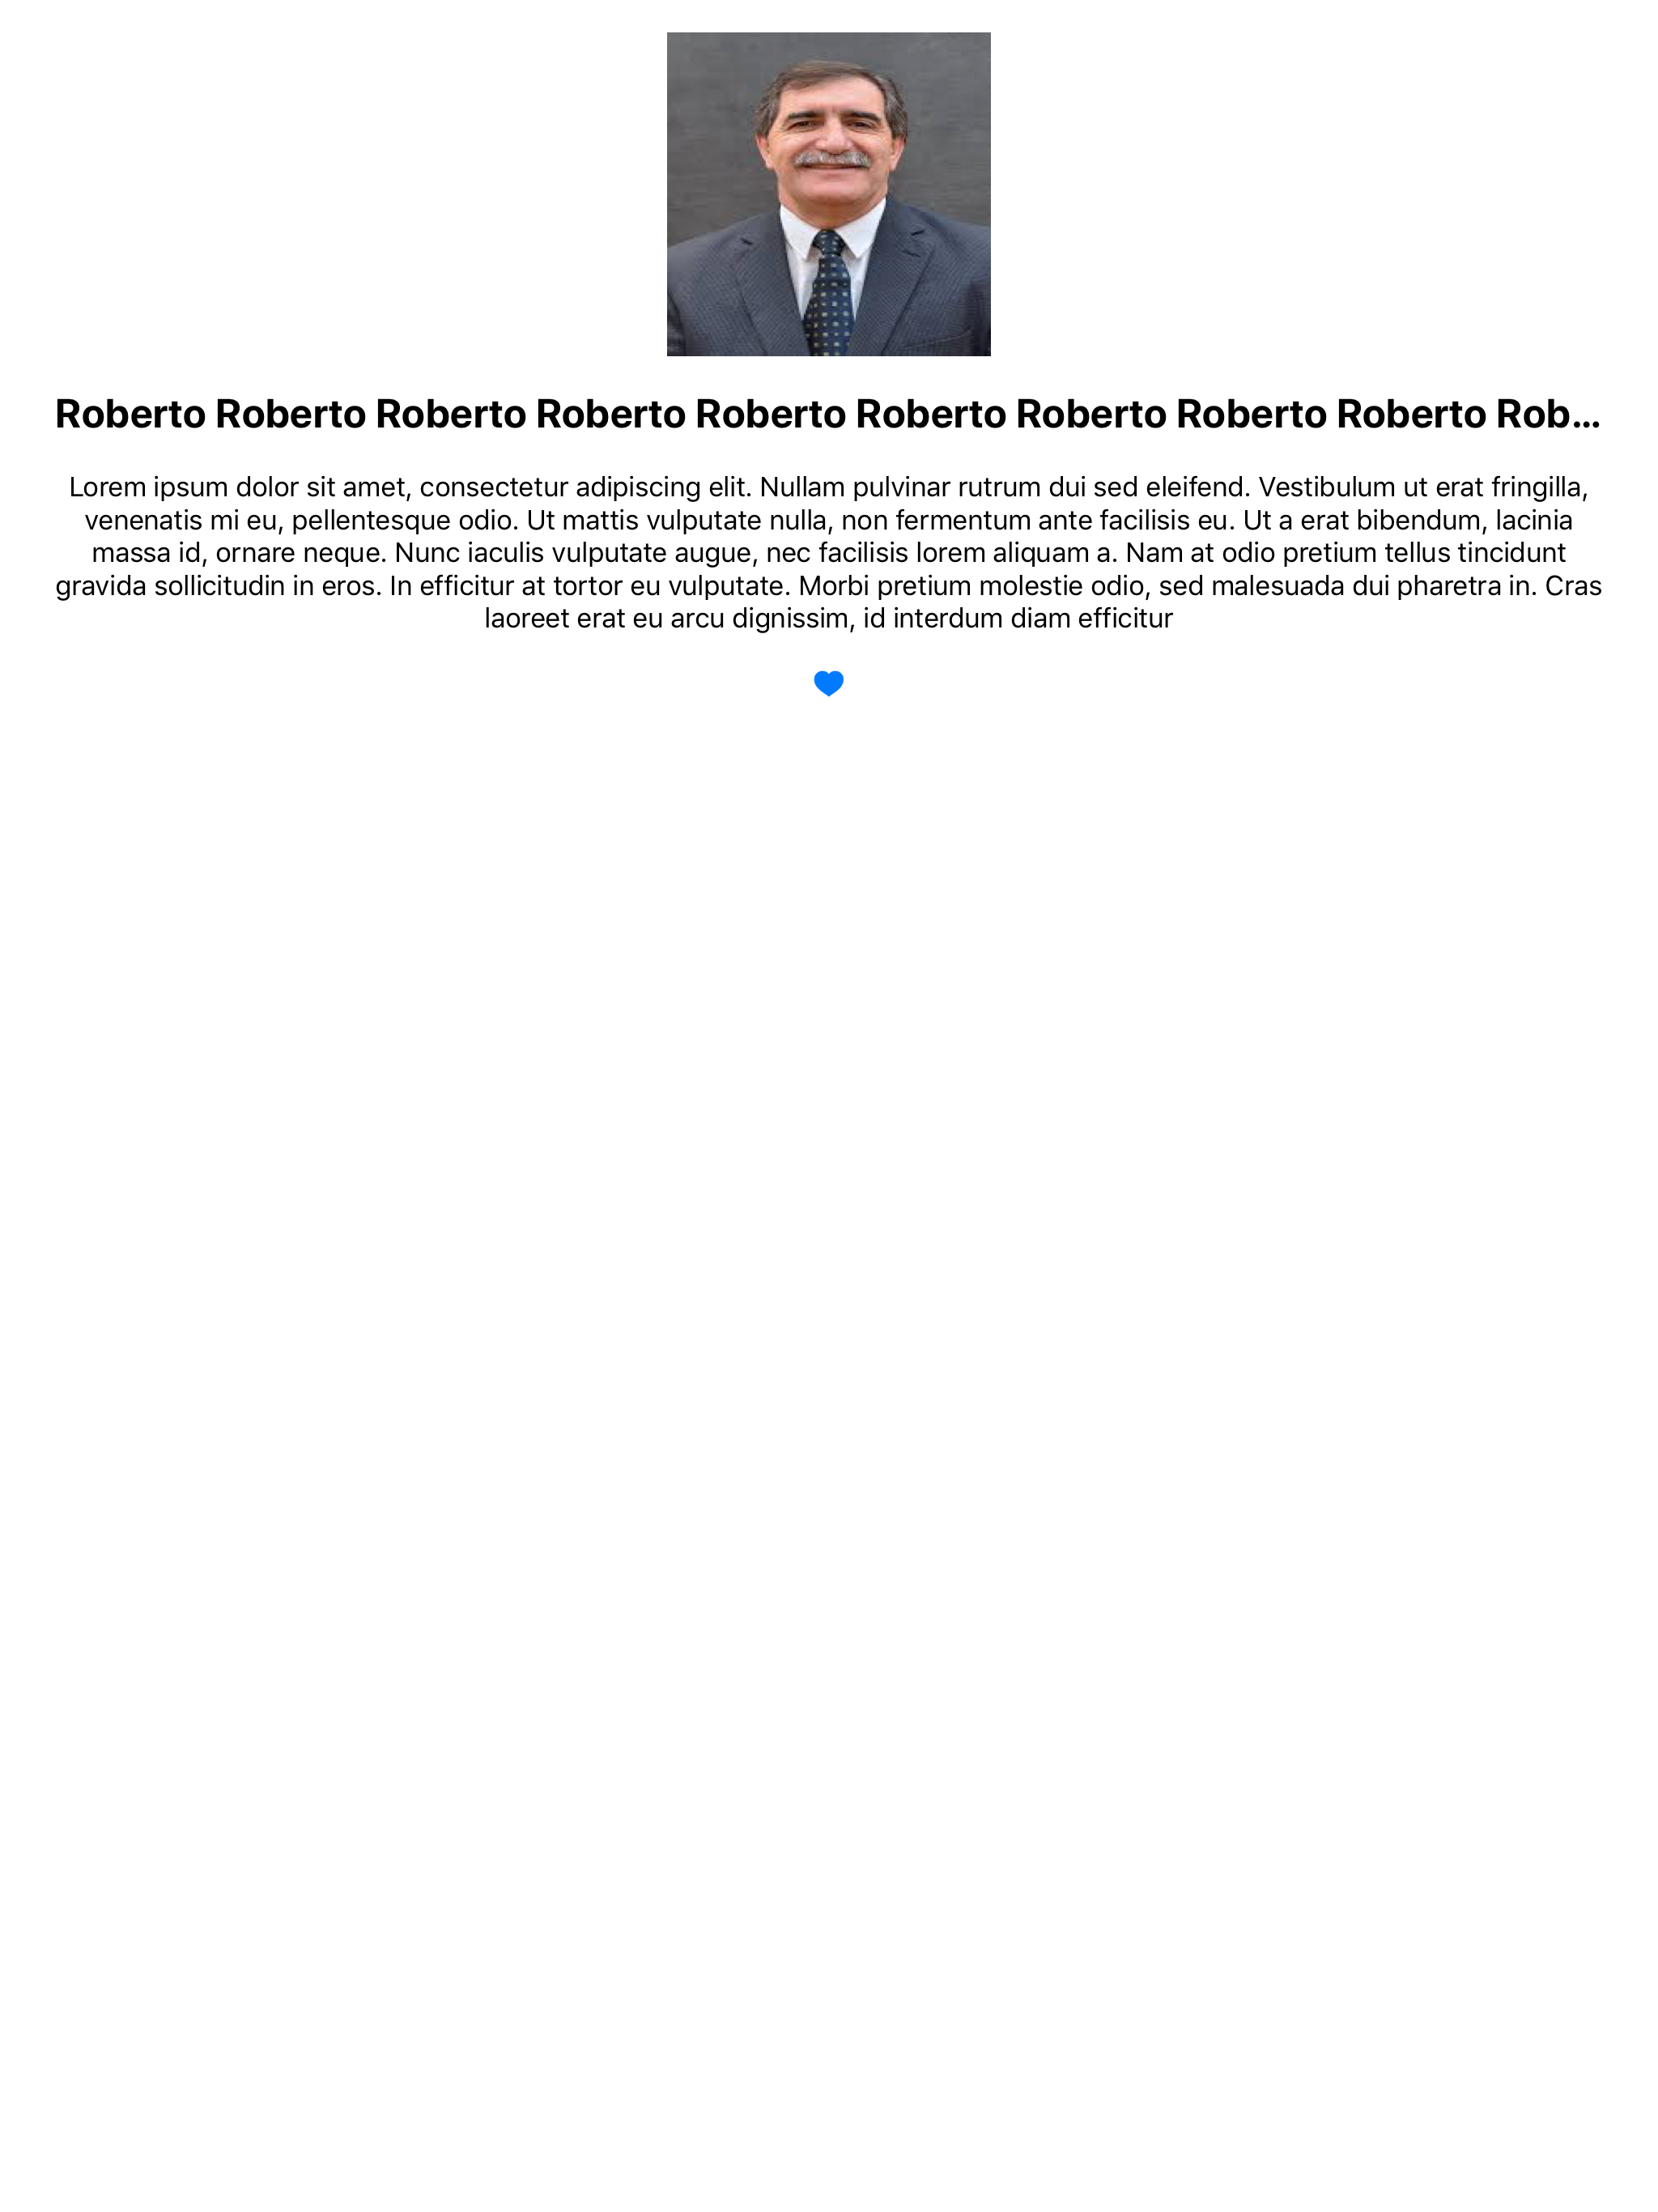 Roberto Roberto Roberto Roberto Roberto Roberto Roberto Roberto Roberto Rob...
Lorem ipsum dolor sit amet, consectetur adipiscing elit. Nullam pulvinar rutrum dui sed eleifend. Vestibulum ut erat fringilla,
venenatis mi eu, pellentesque odio. Ut mattis vulputate nulla, non fermentum ante facilisis eu. Ut a erat bibendum, lacinia
massa id, ornare neque. Nunc iaculis vulputate augue, nec facilisis lorem aliquam a. Nam at odio pretium tellus tincidunt
gravida sollicitudin in eros. In efficitur at tortor eu vulputate. Morbi pretium molestie odio, sed malesuada dui pharetra in. Cras
laoreet erat eu arcu dignissim, id interdum diam efficitur